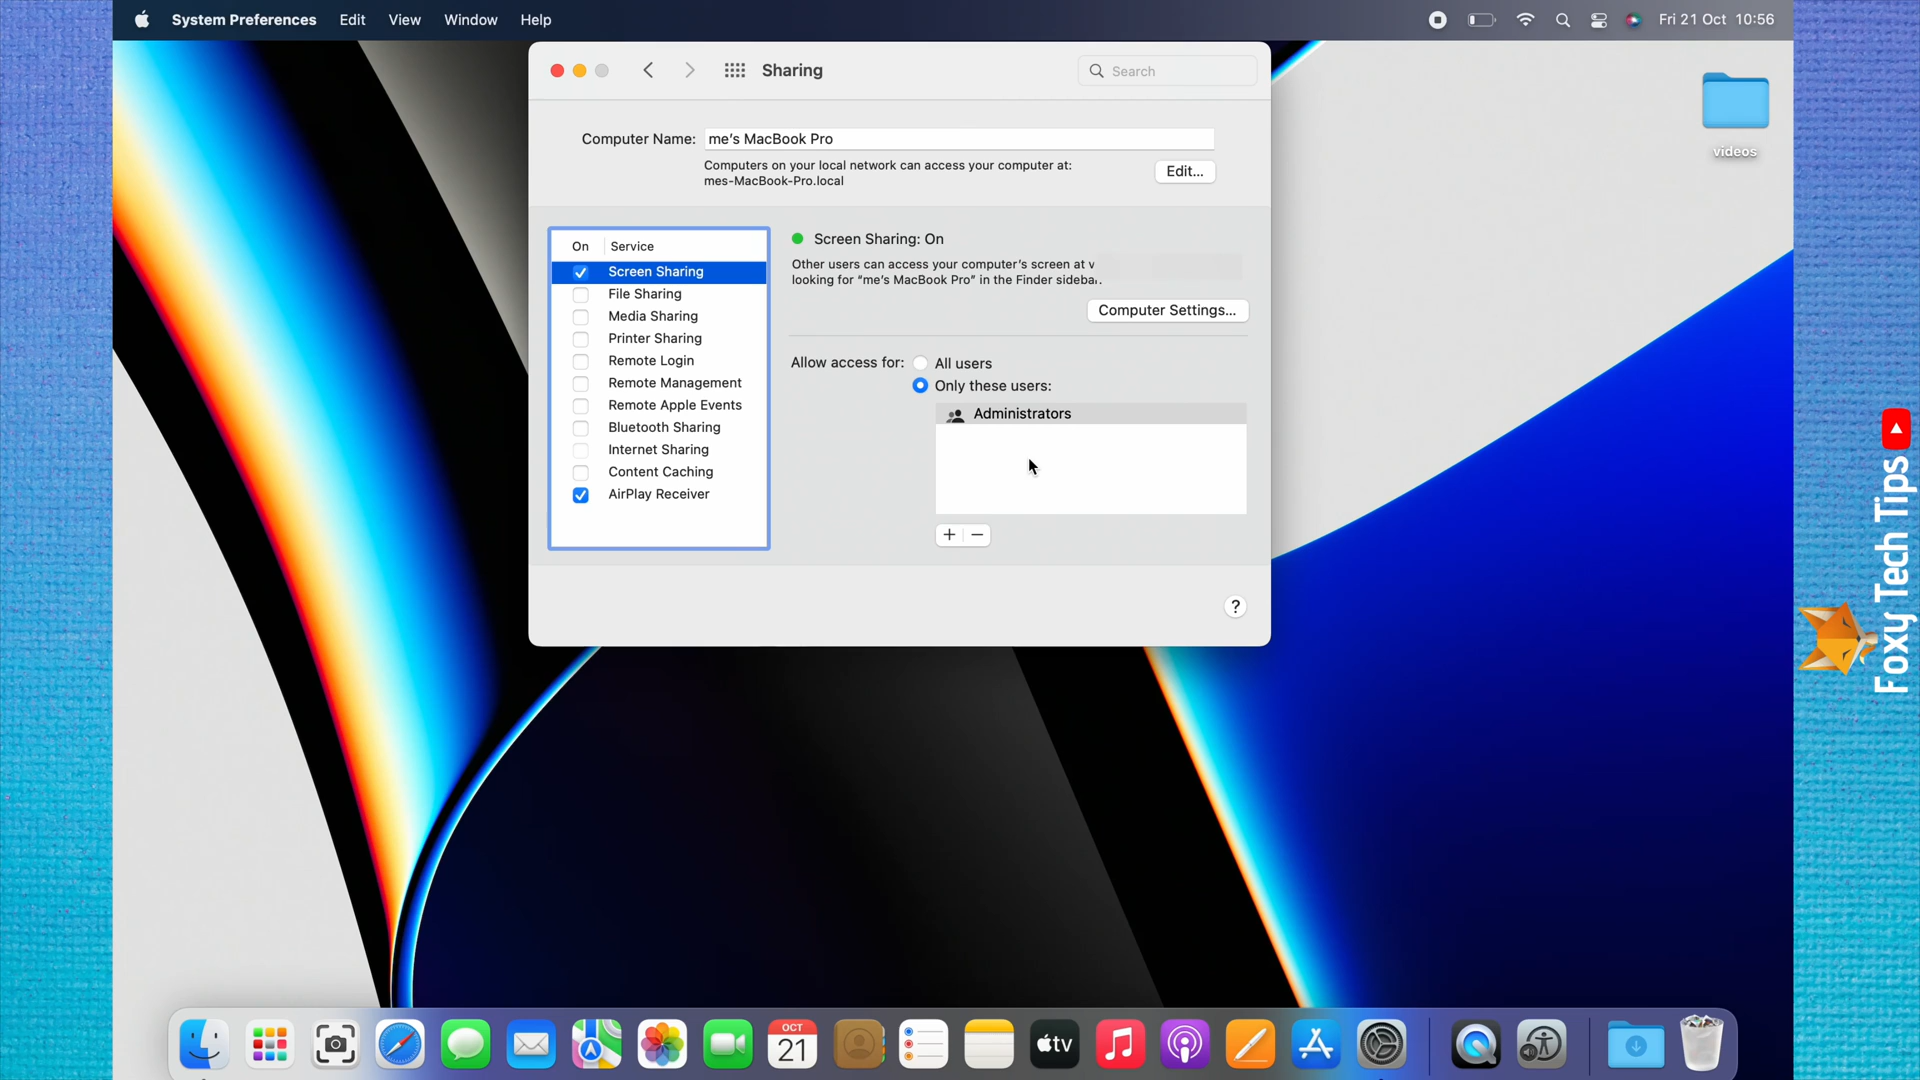 System Preferences Edit View Window Help
Fri 21 Oct 10:56
Sharing
Search
videos
Computer Name: me's MacBook Pro
Computers on your local network can access your computer at:
mes-MacBook-Pro.local
Edit...
On Service
Screen Sharing
File Sharing
Media Sharing
Printer Sharing
Remote Login
Remote Management
Remote Apple Events
Bluetooth Sharing
Internet Sharing
Content Caching
AirPlay Receiver
Screen Sharing: On
Other users can access your computer's screen at
looking for “me's MacBook Pro” in the Finder sidebar.
Computer Settings...
Allow access for: All users
Only these users:
Administrators
+ −
?
Foxy Tech Tips
OCT
21
tv